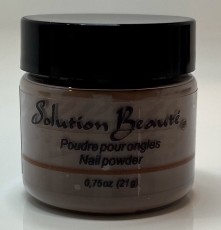 Solution Beauté
Poudre pour ongles
Nail powder
0,75oz (21g)